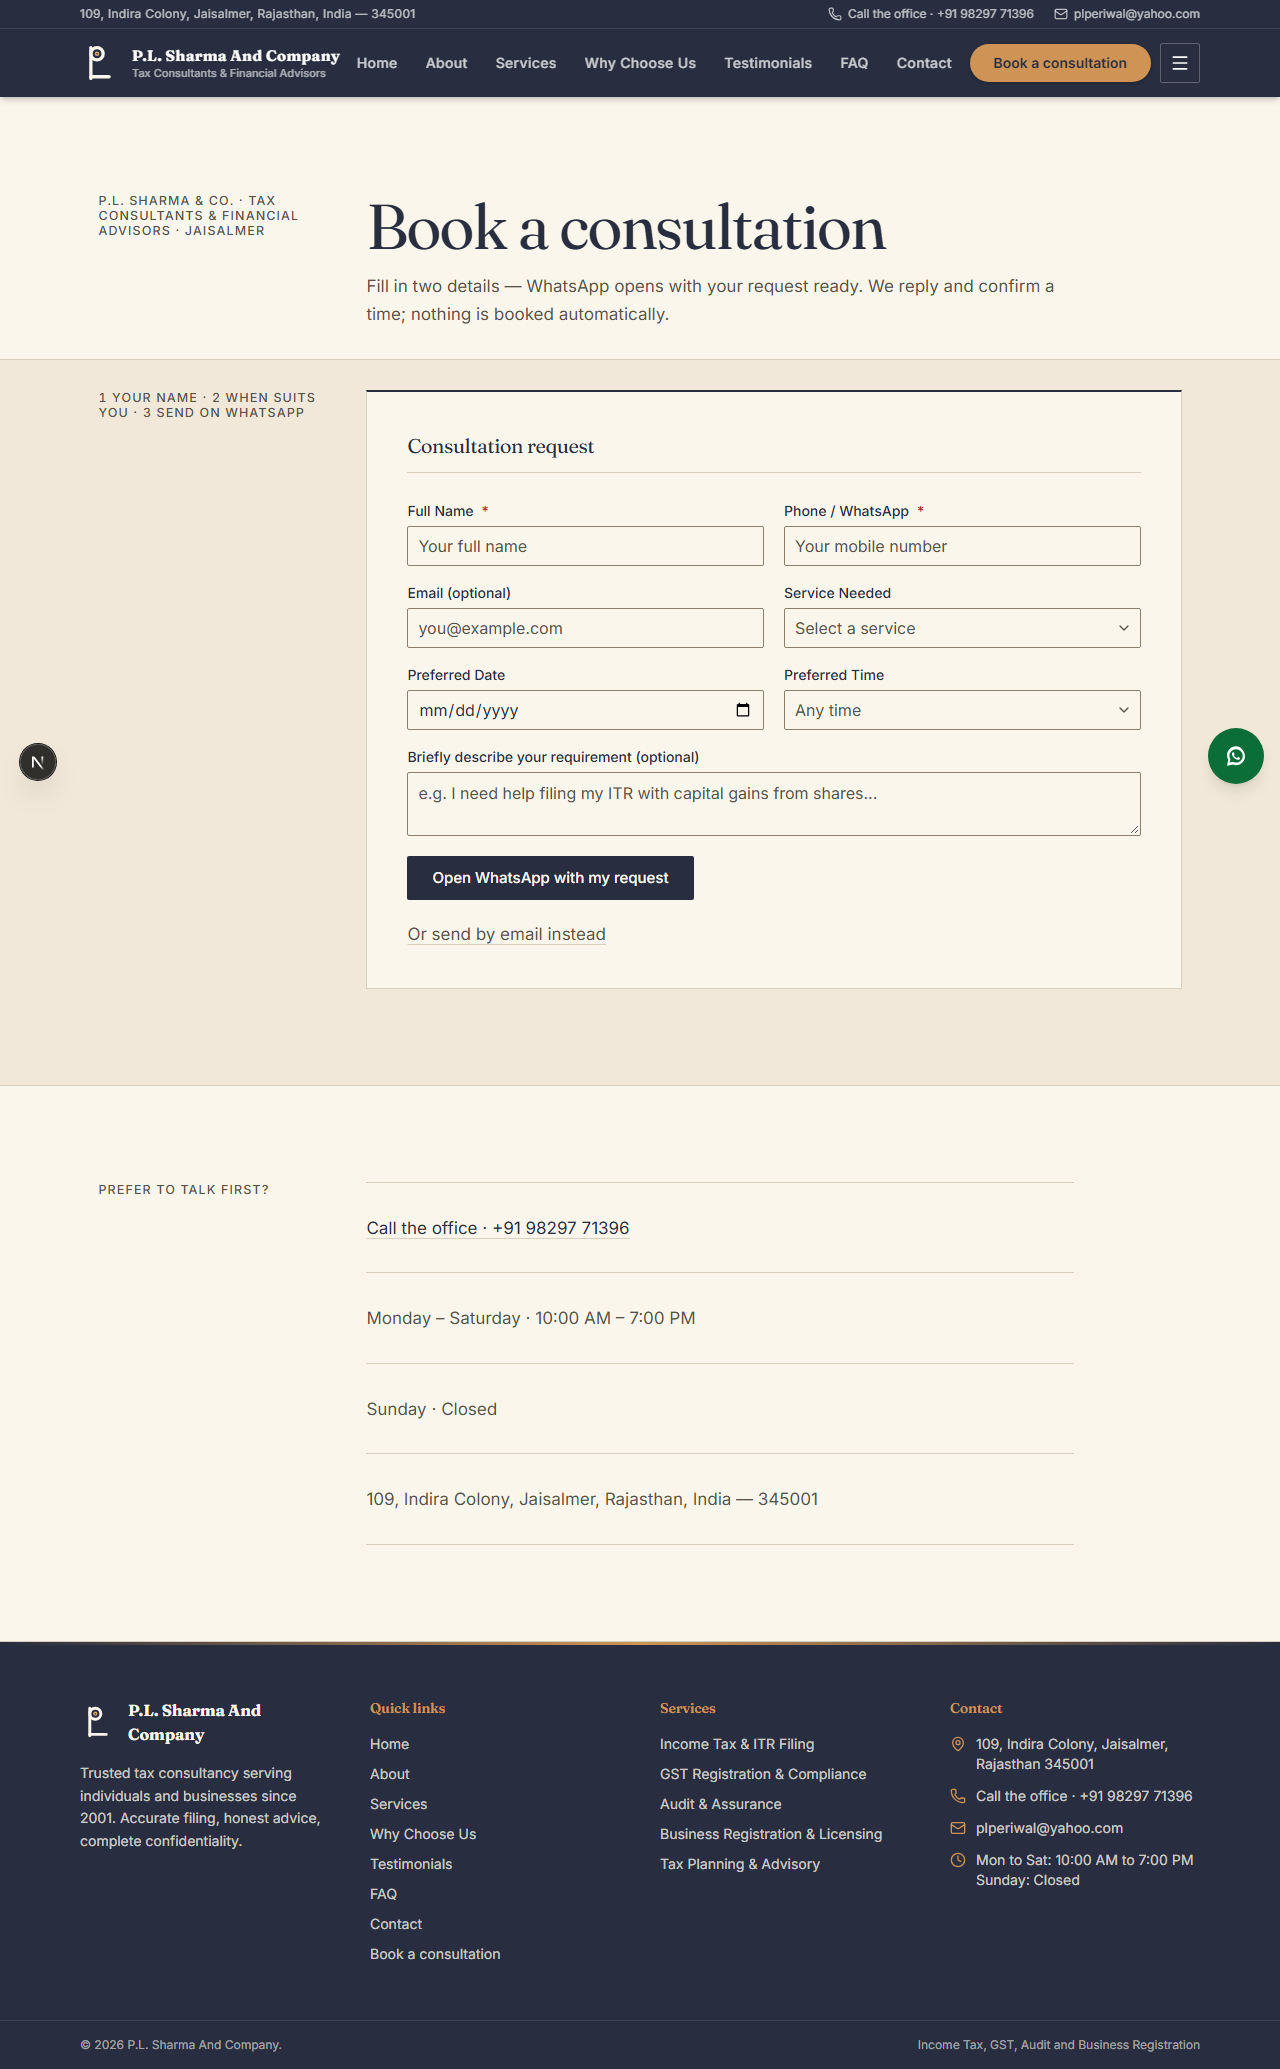 109, Indira Colony, Jaisalmer, Rajasthan, India — 345001
Call the office · +91 98297 71396
plperiwal@yahoo.com
P.L. Sharma And Company
Tax Consultants & Financial Advisors
Home
About
Services
Why Choose Us
Testimonials
FAQ
Contact
Book a consultation
P.L. SHARMA & CO. · TAX
CONSULTANTS & FINANCIAL
ADVISORS · JAISALMER
Book a consultation
Fill in two details — WhatsApp opens with your request ready. We reply and confirm a
time; nothing is booked automatically.
1 YOUR NAME · 2 WHEN SUITS
YOU · 3 SEND ON WHATSAPP
Consultation request
Full Name *
Phone / WhatsApp *
Your full name
Your mobile number
Email (optional)
Service Needed
you@example.com
Select a service
Preferred Date
Preferred Time
mm/dd/yyyy
Any time
Briefly describe your requirement (optional)
e.g. I need help filing my ITR with capital gains from shares...
Open WhatsApp with my request
Or send by email instead
N
PREFER TO TALK FIRST?
Call the office · +91 98297 71396
Monday – Saturday · 10:00 AM – 7:00 PM
Sunday · Closed
109, Indira Colony, Jaisalmer, Rajasthan, India — 345001
P.L. Sharma And
Company
Trusted tax consultancy serving
individuals and businesses since
2001. Accurate filing, honest advice,
complete confidentiality.
Quick links
Home
About
Services
Why Choose Us
Testimonials
FAQ
Contact
Book a consultation
Services
Income Tax & ITR Filing
GST Registration & Compliance
Audit & Assurance
Business Registration & Licensing
Tax Planning & Advisory
Contact
109, Indira Colony, Jaisalmer,
Rajasthan 345001
Call the office · +91 98297 71396
plperiwal@yahoo.com
Mon to Sat: 10:00 AM to 7:00 PM
Sunday: Closed
© 2026 P.L. Sharma And Company.
Income Tax, GST, Audit and Business Registration